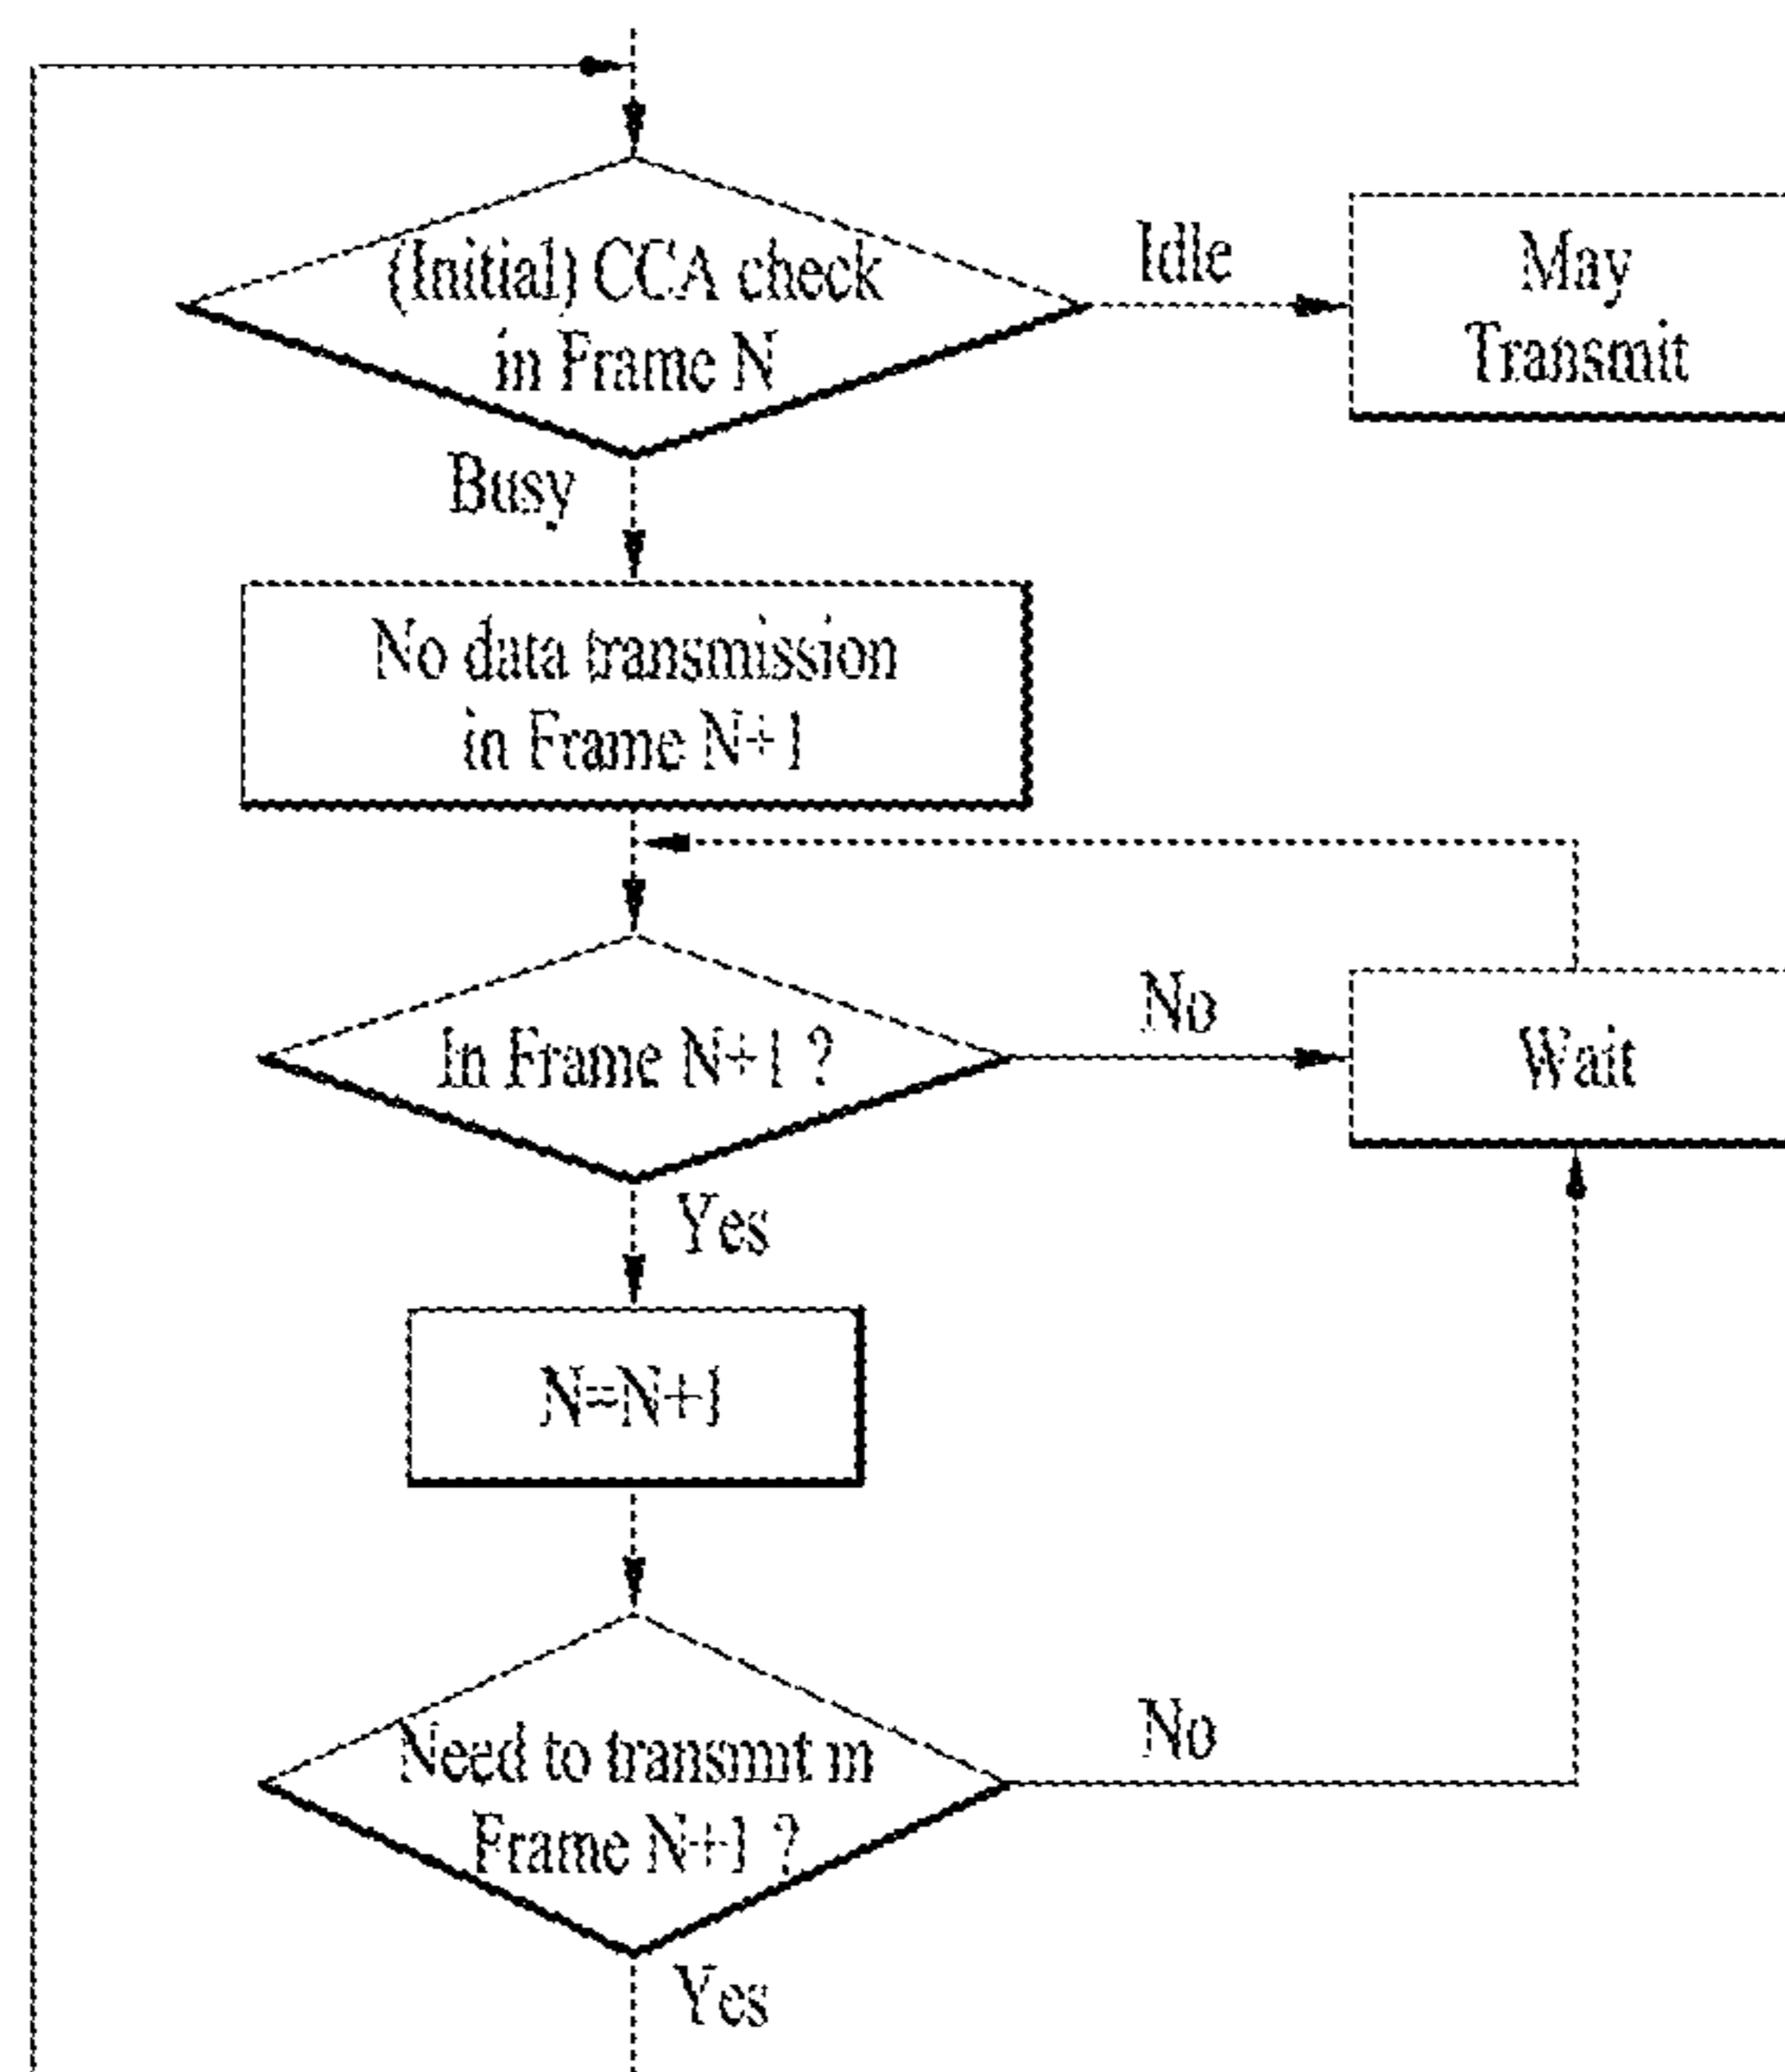 (Initial) CCA check
in Frame N
Idle
May
Transmit
Busy
No data transmission
in Frame N+1
In Frame N+1 ?
No
Wait
Yes
N=N+1
Need to transmit in
Frame N+1 ?
No
Yes